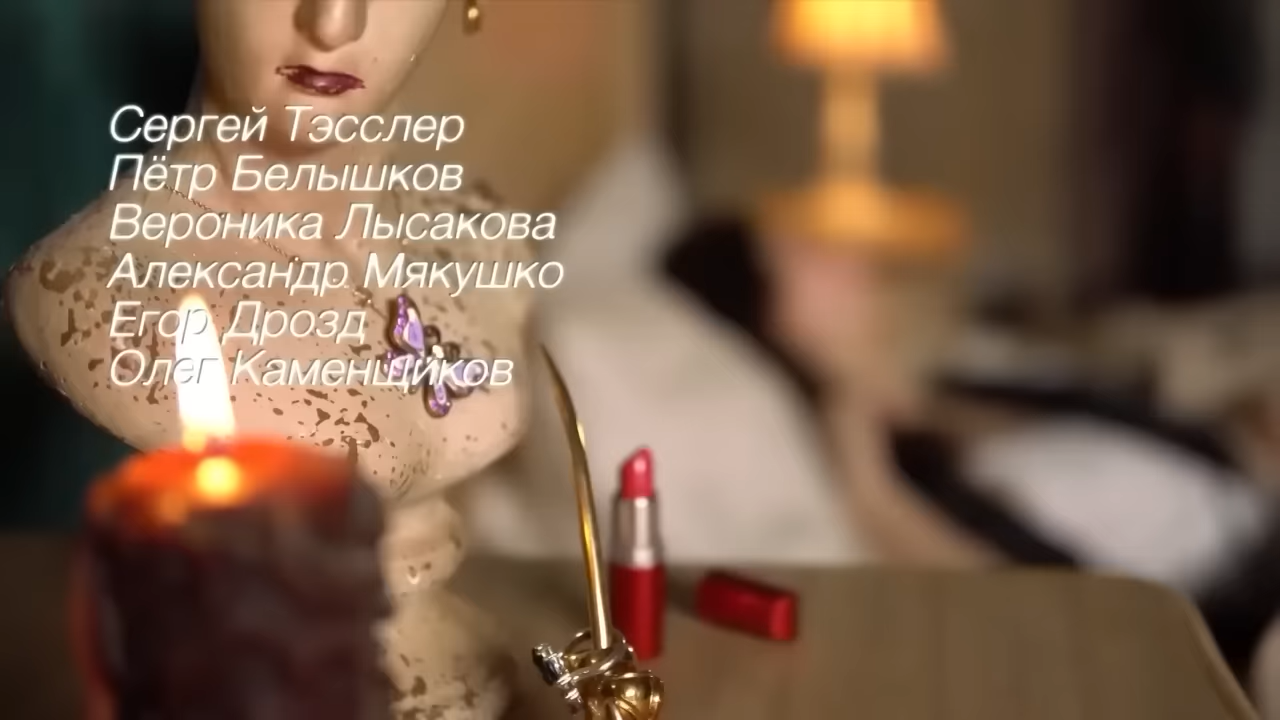 Сергей Тэсслер
Пётр Белышков
Вероника Лысакова
Александр Мякушко
Егор Дрозд
Олег Каменщиков